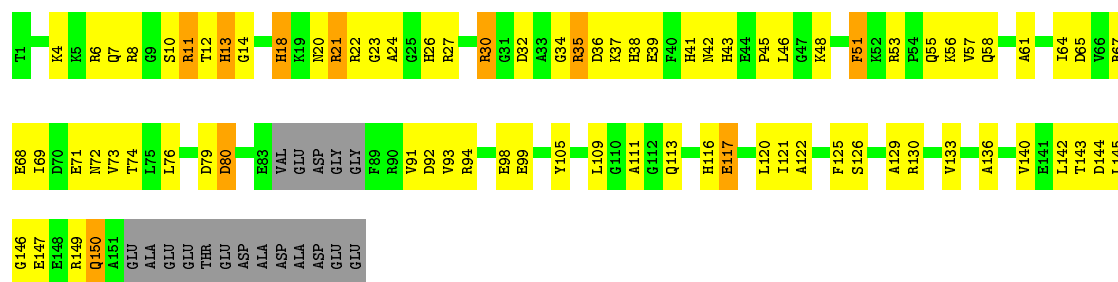 T1 K4 K5 R6 Q7 R8 G9 S10 R11 T12 H13 G14 H18 K19 N20 R21 R22 G23 A24 G25 H26 R27 R30 G31 D32 A33 G34 R35 D36 K37 H38 E39 F40 H41 N42 H43 E44 P45 L46 G47 K48 F51 K52 R53 P54 Q55 K56 V57 Q58 A61 I64 D65 V66 R67
E68 I69 D70 E71 N72 V73 T74 L75 L76 D79 D80 E83 VAL GLU ASP GLY GLY F89 R90 V91 D92 V93 R94 E98 E99 Y105 L109 G110 A111 G112 Q113 H116 E117 L120 I121 A122 F125 S126 A129 R130 V133 A136 V140 E141 L142 T143 D144 L145
G146 E147 E148 R149 Q150 A151 GLU ALA GLU GLU THR GLU ASP ALA ASP ALA ASP GLU GLU